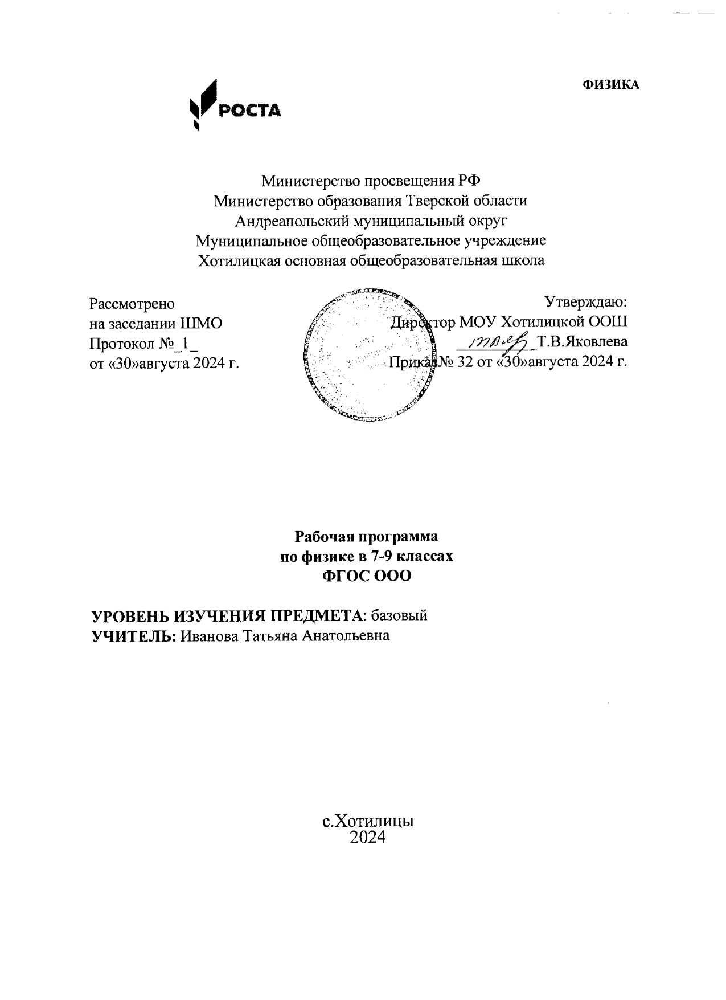 ФИЗИКА
РОСТА
Министерство просвещения РФ
Министерство образования Тверской области
Андреапольский муниципальный округ
Муниципальное общеобразовательное учреждение
Хотилицкая основная общеобразовательная школа
Рассмотрено
на заседании ШМО
Протокол №_1_
от «30»августа 2024 г.
Утверждаю:
Директор МОУ Хотилицкой ООШ
Т.В.Яковлева
Приказ№ 32 от «30»августа 2024 г.
Рабочая программа
по физике в 7-9 классах
ФГОС ООО
УРОВЕНЬ ИЗУЧЕНИЯ ПРЕДМЕТА: базовый
УЧИТЕЛЬ: Иванова Татьяна Анатольевна
с.Хотилицы
2024